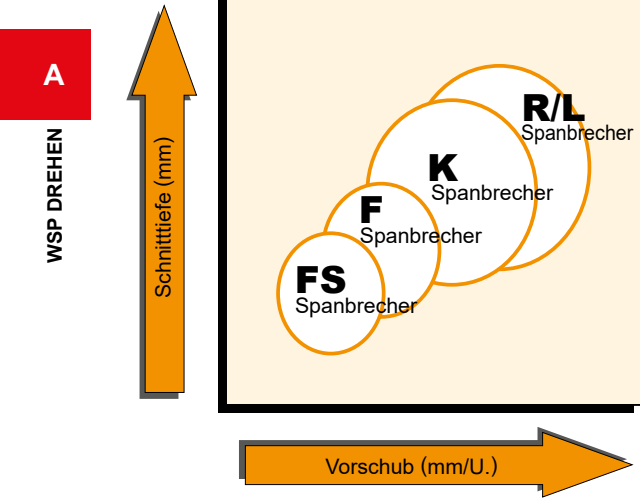 A
WSP DREHEN
Schnitttiefe (mm)
R/L
Spanbrecher
K
Spanbrecher
F
Spanbrecher
FS
Spanbrecher
Vorschub (mm/U.)